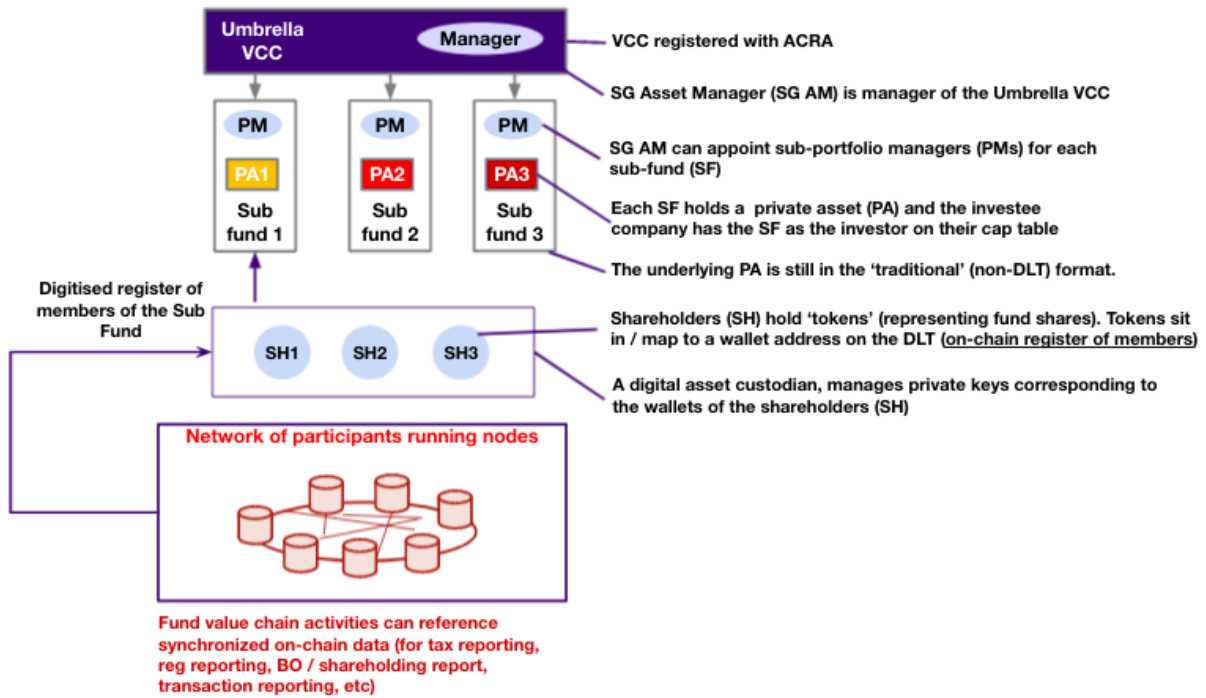 Umbrella
VCC
Manager
VCC registered with ACRA
SG Asset Manager (SG AM) is manager of the Umbrella VCC
PM
PM
PM
SG AM can appoint sub-portfolio managers (PMs) for each
sub-fund (SF)
PA1
PA2
PA3
Sub
fund 1
Sub
fund 2
Sub
fund 3
Each SF holds a  private asset (PA) and the investee
company has the SF as the investor on their cap table
The underlying PA is still in the ‘traditional’ (non-DLT) format.
Digitised register of
members of the Sub
Fund
SH1
SH2
SH3
Shareholders (SH) hold ‘tokens’ (representing fund shares). Tokens sit
in / map to a wallet address on the DLT (on-chain register of members)
A digital asset custodian, manages private keys corresponding to
the wallets of the shareholders (SH)
Network of participants running nodes
Fund value chain activities can reference
synchronized on-chain data (for tax reporting,
reg reporting, BO / shareholding report,
transaction reporting, etc)